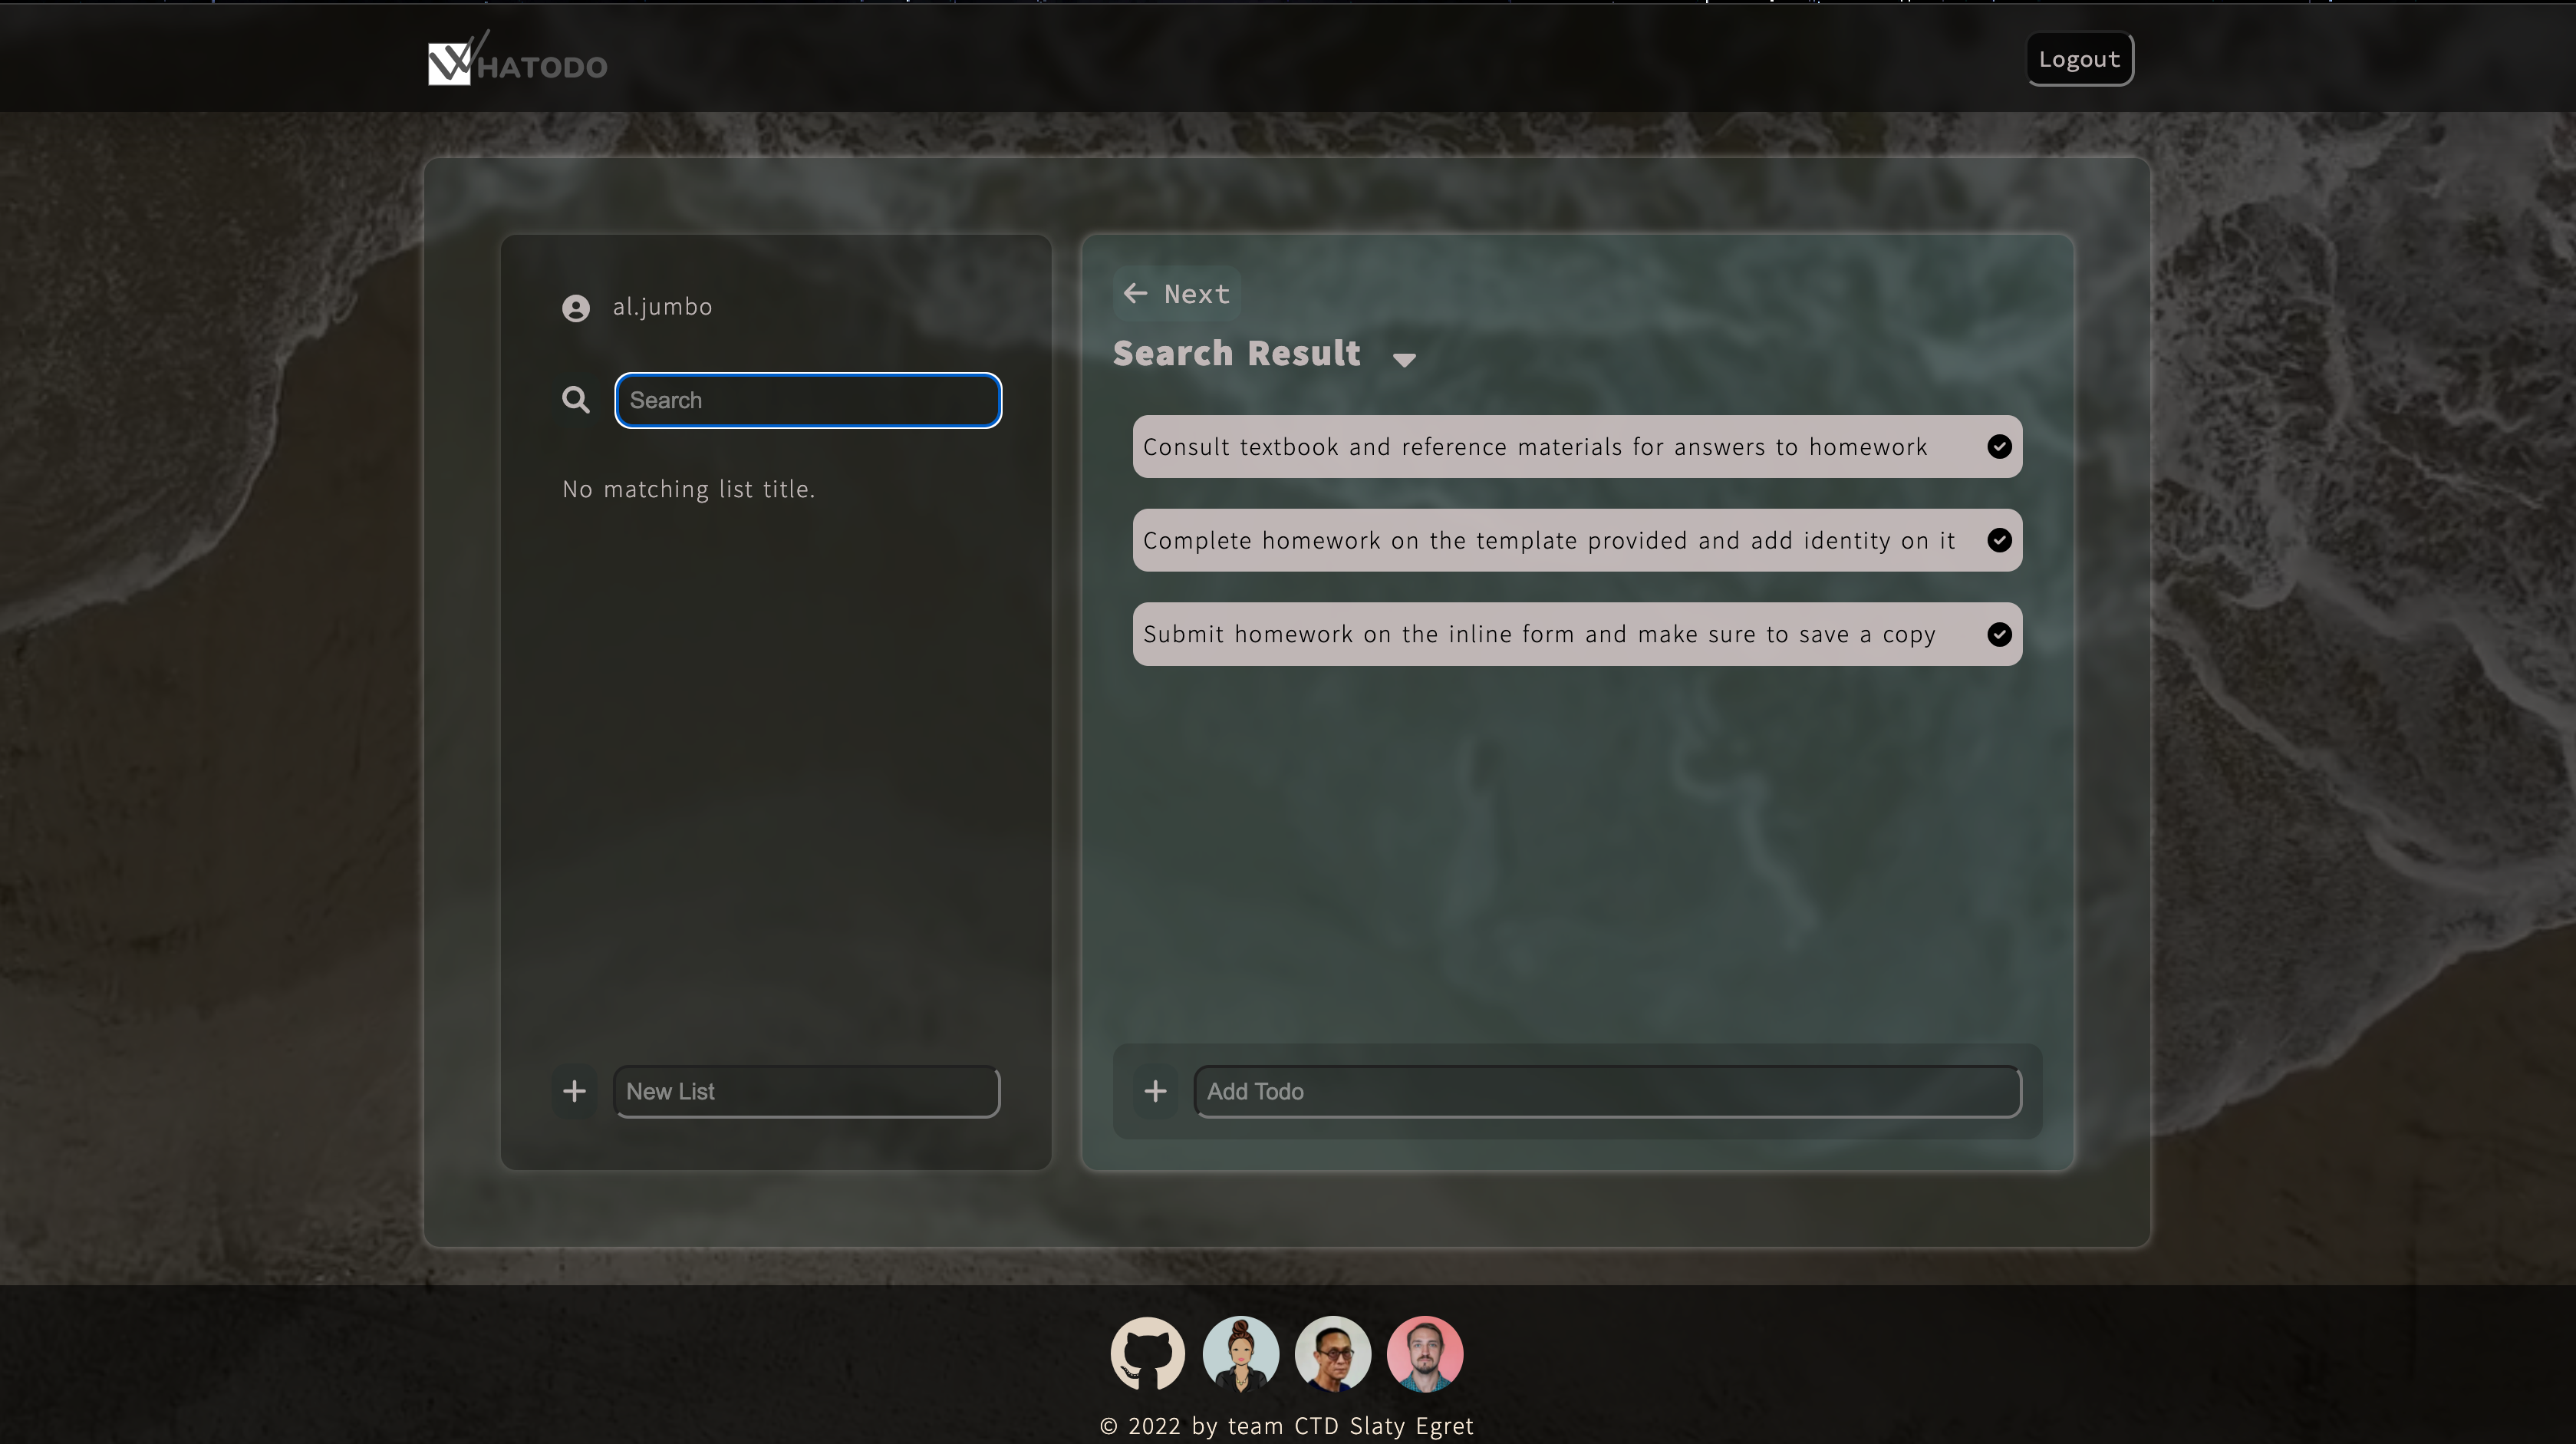 WHATODO
Logout
al.jumbo
Search
No matching list title.
New List
Next
Search Result
Consult textbook and reference materials for answers to homework
Complete homework on the template provided and add identity on it
Submit homework on the inline form and make sure to save a copy
Add Todo
© 2022 by team CTD Slaty Egret